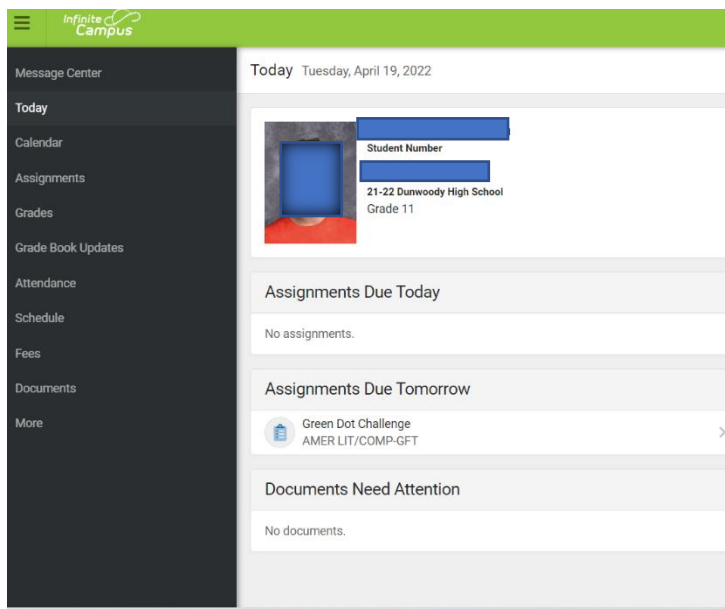 Infinite
Campus
Message Center
Today
Calendar
Assignments
Grades
Grade Book Updates
Attendance
Schedule
Fees
Documents
More
Today Tuesday, April 19, 2022
Student Number
21-22 Dunwoody High School
Grade 11
Assignments Due Today
No assignments.
Assignments Due Tomorrow
Green Dot Challenge
AMER LIT/COMP-GFT
Documents Need Attention
No documents.